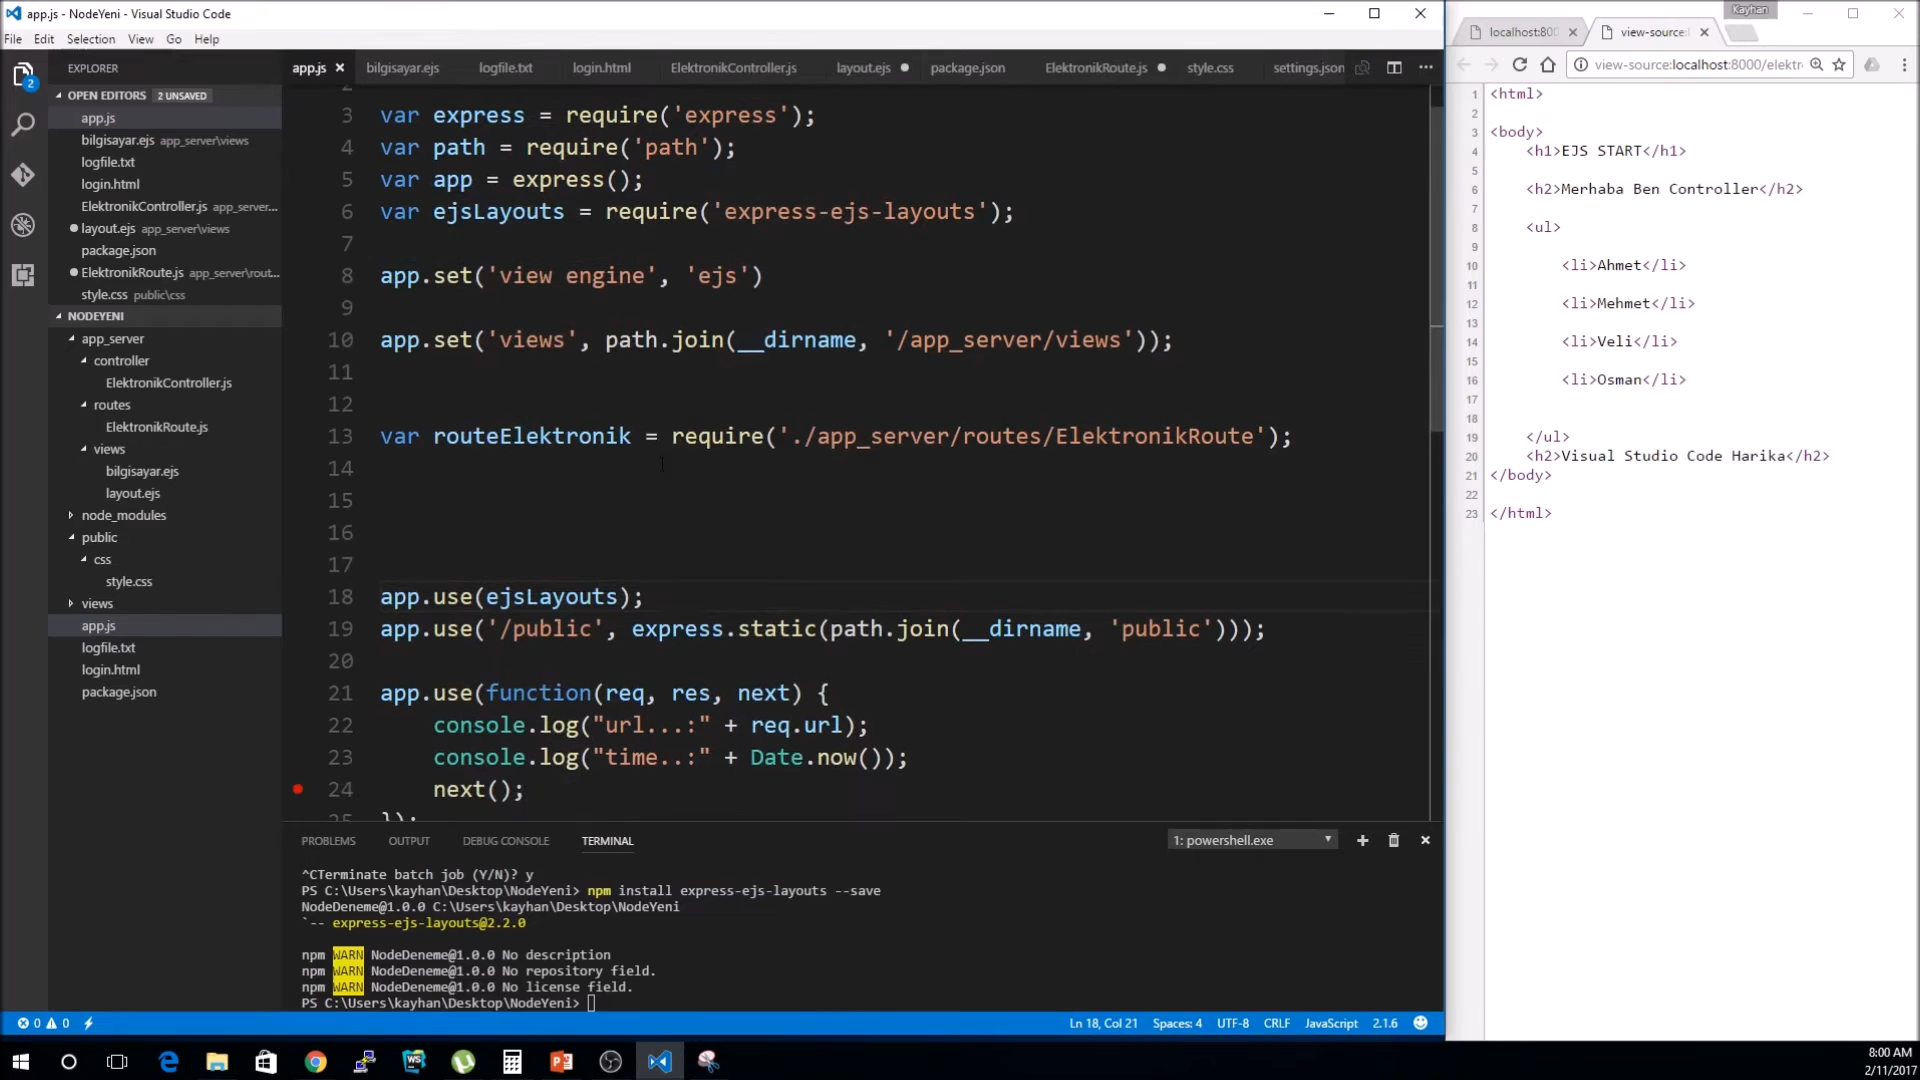 app.js - NodeYeni - Visual Studio Code
File Edit Selection View Go Help
EXPLORER
OPEN EDITORS 2 UNSAVED
app.js
bilgisayar.ejs app_server\views
logfile.txt
login.html
ElektronikController.js app_server...
layout.ejs app_server\views
package.json
ElektronikRoute.js app_server\rout...
style.css public\css
NODEYENI
app_server
controller
ElektronikController.js
routes
ElektronikRoute.js
views
bilgisayar.ejs
layout.ejs
node_modules
public
css
style.css
views
app.js
logfile.txt
login.html
package.json
2
app.js bilgisayar.ejs logfile.txt login.html ElektronikController.js layout.ejs package.json ElektronikRoute.js style.css settings.json
3 var express = require('express');
4 var path = require('path');
5 var app = express();
6 var ejsLayouts = require('express-ejs-layouts');
7
8 app.set('view engine', 'ejs')
9
10 app.set('views', path.join(__dirname, '/app_server/views'));
11
12
13 var routeElektronik = require('./app_server/routes/ElektronikRoute');
14
15
16
17
18 app.use(ejsLayouts);
19 app.use('/public', express.static(path.join(__dirname, 'public')));
20
21 app.use(function(req, res, next) {
22 console.log("url...:" + req.url);
23 console.log("time..:" + Date.now());
24 next();
25 });
PROBLEMS OUTPUT DEBUG CONSOLE TERMINAL 1: powershell.exe
^CTerminate batch job (Y/N)? y
PS C:\Users\kayhan\Desktop\NodeYeni> npm install express-ejs-layouts --save
NodeDeneme@1.0.0 C:\Users\kayhan\Desktop\NodeYeni
`-- express-ejs-layouts@2.2.0
npm WARN NodeDeneme@1.0.0 No description
npm WARN NodeDeneme@1.0.0 No repository field.
npm WARN NodeDeneme@1.0.0 No license field.
PS C:\Users\kayhan\Desktop\NodeYeni>
0 0 Ln 18, Col 21 Spaces: 4 UTF-8 CRLF JavaScript 2.1.6
Kayhan
localhost:800 view-source:l
view-source:localhost:8000/elektr
1 <html>
2
3 <body>
4 <h1>EJS START</h1>
5
6 <h2>Merhaba Ben Controller</h2>
7
8 <ul>
9
10 <li>Ahmet</li>
11
12 <li>Mehmet</li>
13
14 <li>Veli</li>
15
16 <li>Osman</li>
17
18
19 </ul>
20 <h2>Visual Studio Code Harika</h2>
21 </body>
22
23 </html>
8:00 AM
2/11/2017